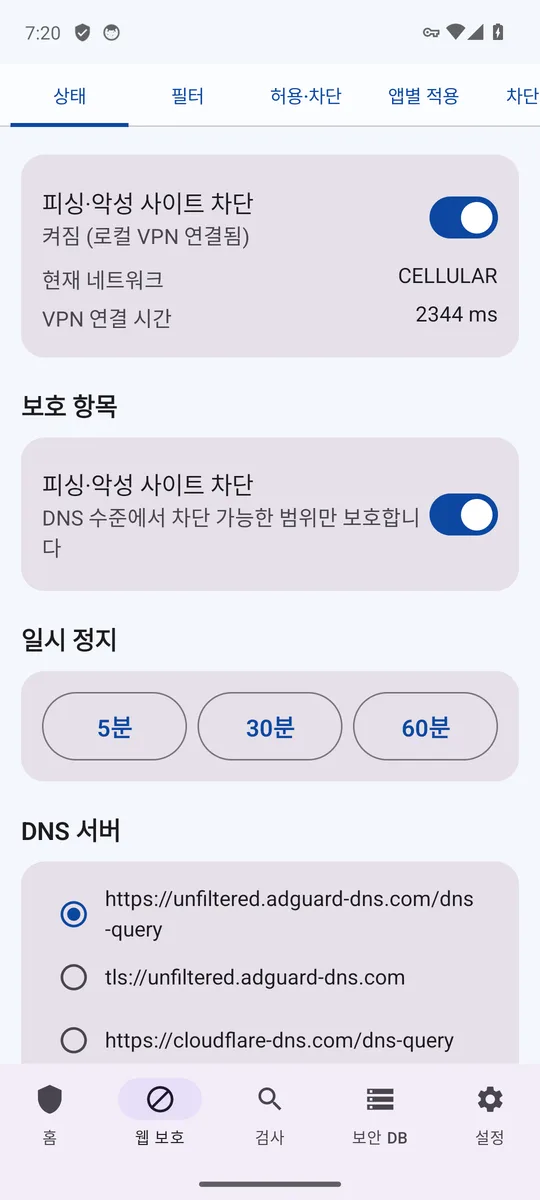 7:20
상태 필터 허용·차단 앱별 적용 차단
피싱·악성 사이트 차단
켜짐 (로컬 VPN 연결됨)
현재 네트워크 CELLULAR
VPN 연결 시간 2344 ms
보호 항목
피싱·악성 사이트 차단
DNS 수준에서 차단 가능한 범위만 보호합니
다
일시 정지
5분 30분 60분
DNS 서버
https://unfiltered.adguard-dns.com/dns
-query
tls://unfiltered.adguard-dns.com
https://cloudflare-dns.com/dns-query
홈 웹 보호 검사 보안 DB 설정